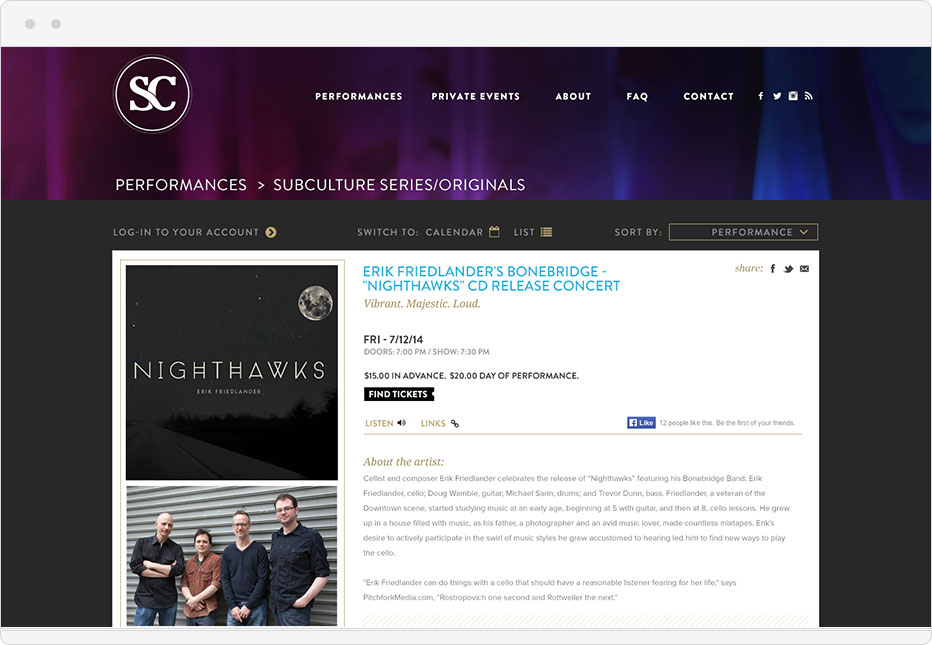 SC
PERFORMANCES PRIVATE EVENTS ABOUT FAQ CONTACT
PERFORMANCES > SUBCULTURE SERIES/ORIGINALS
LOG-IN TO YOUR ACCOUNT SWITCH TO: CALENDAR LIST SORT BY: PERFORMANCE
NIGHTHAWKS
ERIK FRIEDLANDER
ERIK FRIEDLANDER'S BONEBRIDGE -
"NIGHTHAWKS" CD RELEASE CONCERT
share:
Vibrant. Majestic. Loud.
FRI - 7/12/14
DOORS: 7:00 PM / SHOW: 7:30 PM
$15.00 IN ADVANCE. $20.00 DAY OF PERFORMANCE.
FIND TICKETS
LISTEN LINKS Like 12 people like this. Be the first of your friends.
About the artist:
Cellist and composer Erik Friedlander celebrates the release of "Nighthawks" featuring his Bonebridge Band: Erik
Friedlander, cello; Doug Wamble, guitar; Michael Sarin, drums; and Trevor Dunn, bass. Friedlander, a veteran of the
Downtown scene, started studying music at an early age, beginning at 5 with guitar, and then at 8, cello lessons. He grew
up in a house filled with music, as his father, a photographer and an avid music lover, made countless mixtapes. Erik's
desire to actively participate in the swirl of music styles he grew accustomed to hearing led him to find new ways to play
the cello.
"Erik Friedlander can do things with a cello that should have a reasonable listener fearing for her life," says
PitchforkMedia.com, "Rostropovich one second and Rottweiler the next."